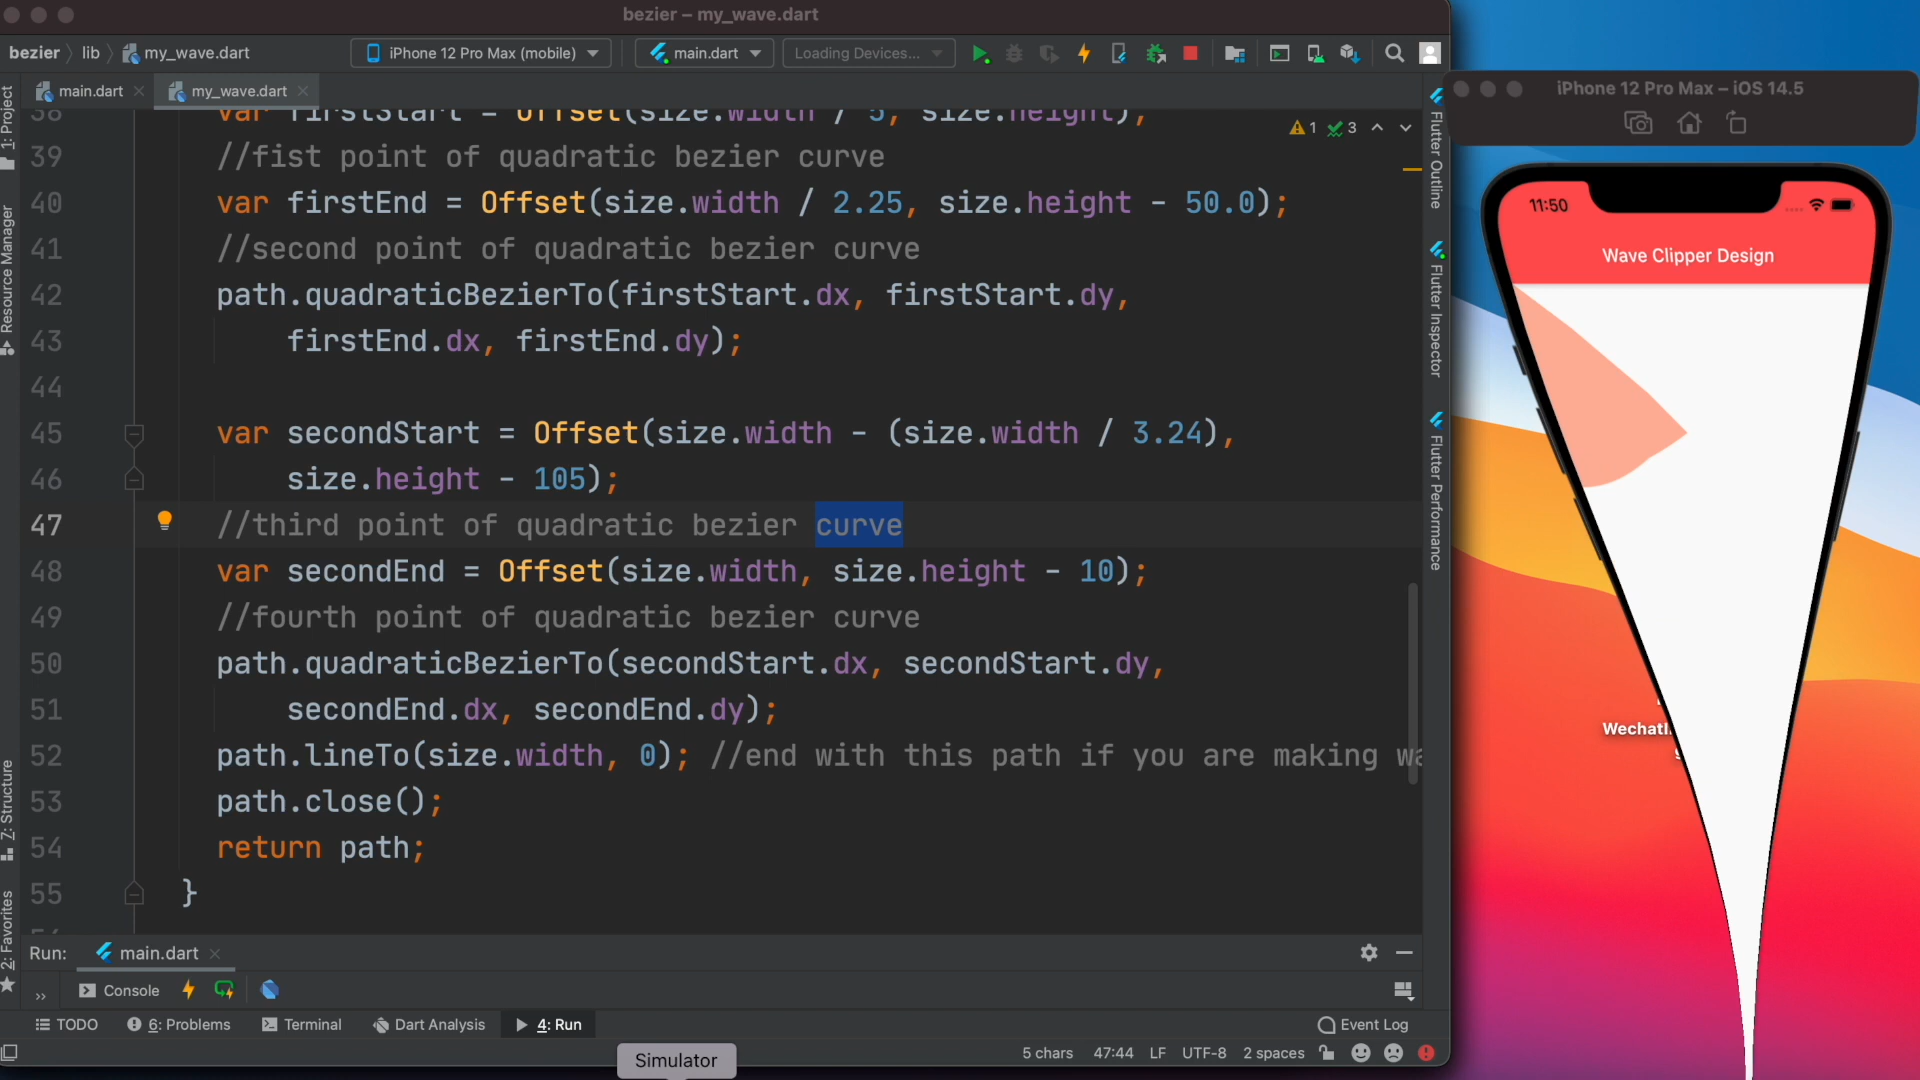 bezier – my_wave.dart
bezier
lib
my_wave.dart
iPhone 12 Pro Max (mobile)
main.dart
Loading Devices...
main.dart
my_wave.dart
1: Project
Resource Manager
Z: Structure
2: Favorites
38 var firstStart = Offset(size.width / 5, size.height);
39 //fist point of quadratic bezier curve
40 var firstEnd = Offset(size.width / 2.25, size.height - 50.0);
41 //second point of quadratic bezier curve
42 path.quadraticBezierTo(firstStart.dx, firstStart.dy,
43 firstEnd.dx, firstEnd.dy);
44
45 var secondStart = Offset(size.width - (size.width / 3.24),
46 size.height - 105);
47 //third point of quadratic bezier curve
48 var secondEnd = Offset(size.width, size.height - 10);
49 //fourth point of quadratic bezier curve
50 path.quadraticBezierTo(secondStart.dx, secondStart.dy,
51 secondEnd.dx, secondEnd.dy);
52 path.lineTo(size.width, 0); //end with this path if you are making wa
53 path.close();
54 return path;
55 }
1 3
Flutter Outline
Flutter Inspector
Flutter Performance
Run: main.dart
Console
TODO
6: Problems
Terminal
Dart Analysis
4: Run
Event Log
5 chars 47:44 LF UTF-8 2 spaces
Simulator
iPhone 12 Pro Max – iOS 14.5
11:50
Wave Clipper Design